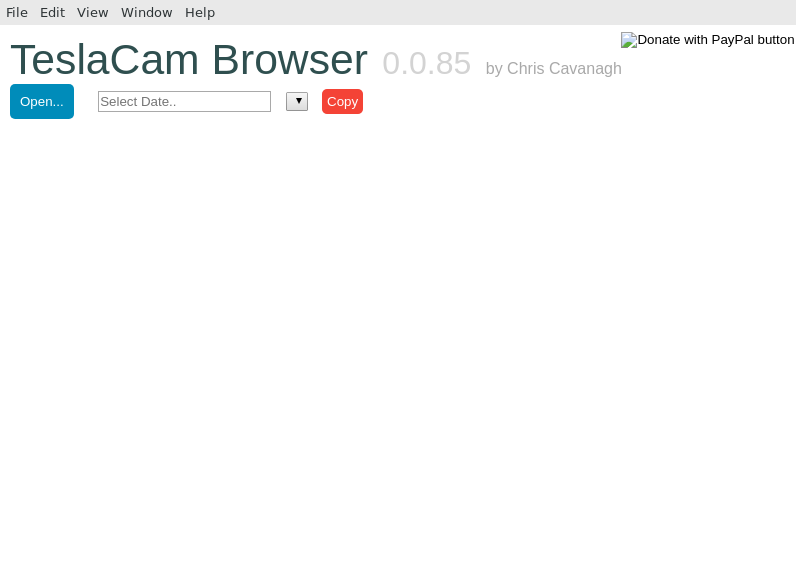 File Edit View Window Help
TeslaCam Browser 0.0.85 by Chris Cavanagh
Donate with PayPal button
Open... Select Date.. Copy